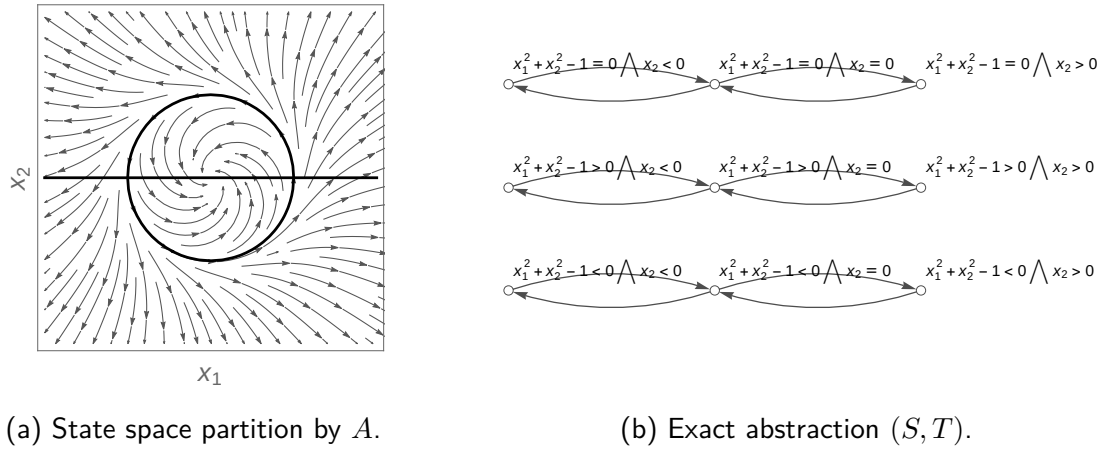 x₁² + x₂² − 1 = 0 ⋀ x₂ < 0 x₁² + x₂² − 1 = 0 ⋀ x₂ = 0 x₁² + x₂² − 1 = 0 ⋀ x₂ > 0
x₁² + x₂² − 1 > 0 ⋀ x₂ < 0 x₁² + x₂² − 1 > 0 ⋀ x₂ = 0 x₁² + x₂² − 1 > 0 ⋀ x₂ > 0
x₁² + x₂² − 1 < 0 ⋀ x₂ < 0 x₁² + x₂² − 1 < 0 ⋀ x₂ = 0 x₁² + x₂² − 1 < 0 ⋀ x₂ > 0
x₂
x₁
(a) State space partition by A.
(b) Exact abstraction (S, T).